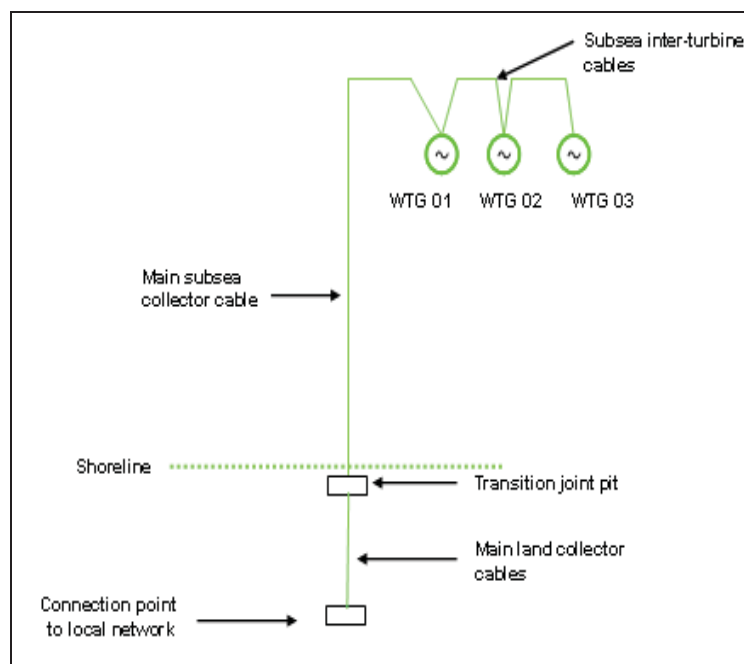 Subsea inter-turbine
cables
~ ~ ~
WTG 01 WTG 02 WTG 03
Main subsea
collector cable
Shoreline
Transition joint pit
Main land collector
cables
Connection point
to local network